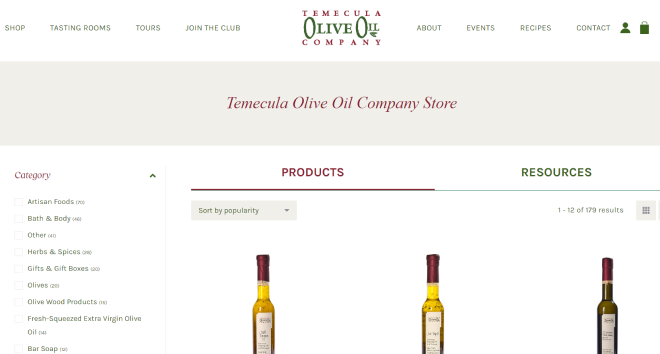 SHOP TASTING ROOMS TOURS JOIN THE CLUB
TEMECULA
OLIVE OIL
COMPANY
ABOUT EVENTS RECIPES CONTACT
Temecula Olive Oil Company Store
Category
Artisan Foods (70)
Bath & Body
Other
Herbs & Spices
Gifts & Gift Boxes (20)
Olives (20)
Olive Wood Products (15)
Fresh-Squeezed Extra Virgin Olive
Oil (14)
Bar Soap (12)
PRODUCTS RESOURCES
Sort by popularity
1 - 12 of 179 results